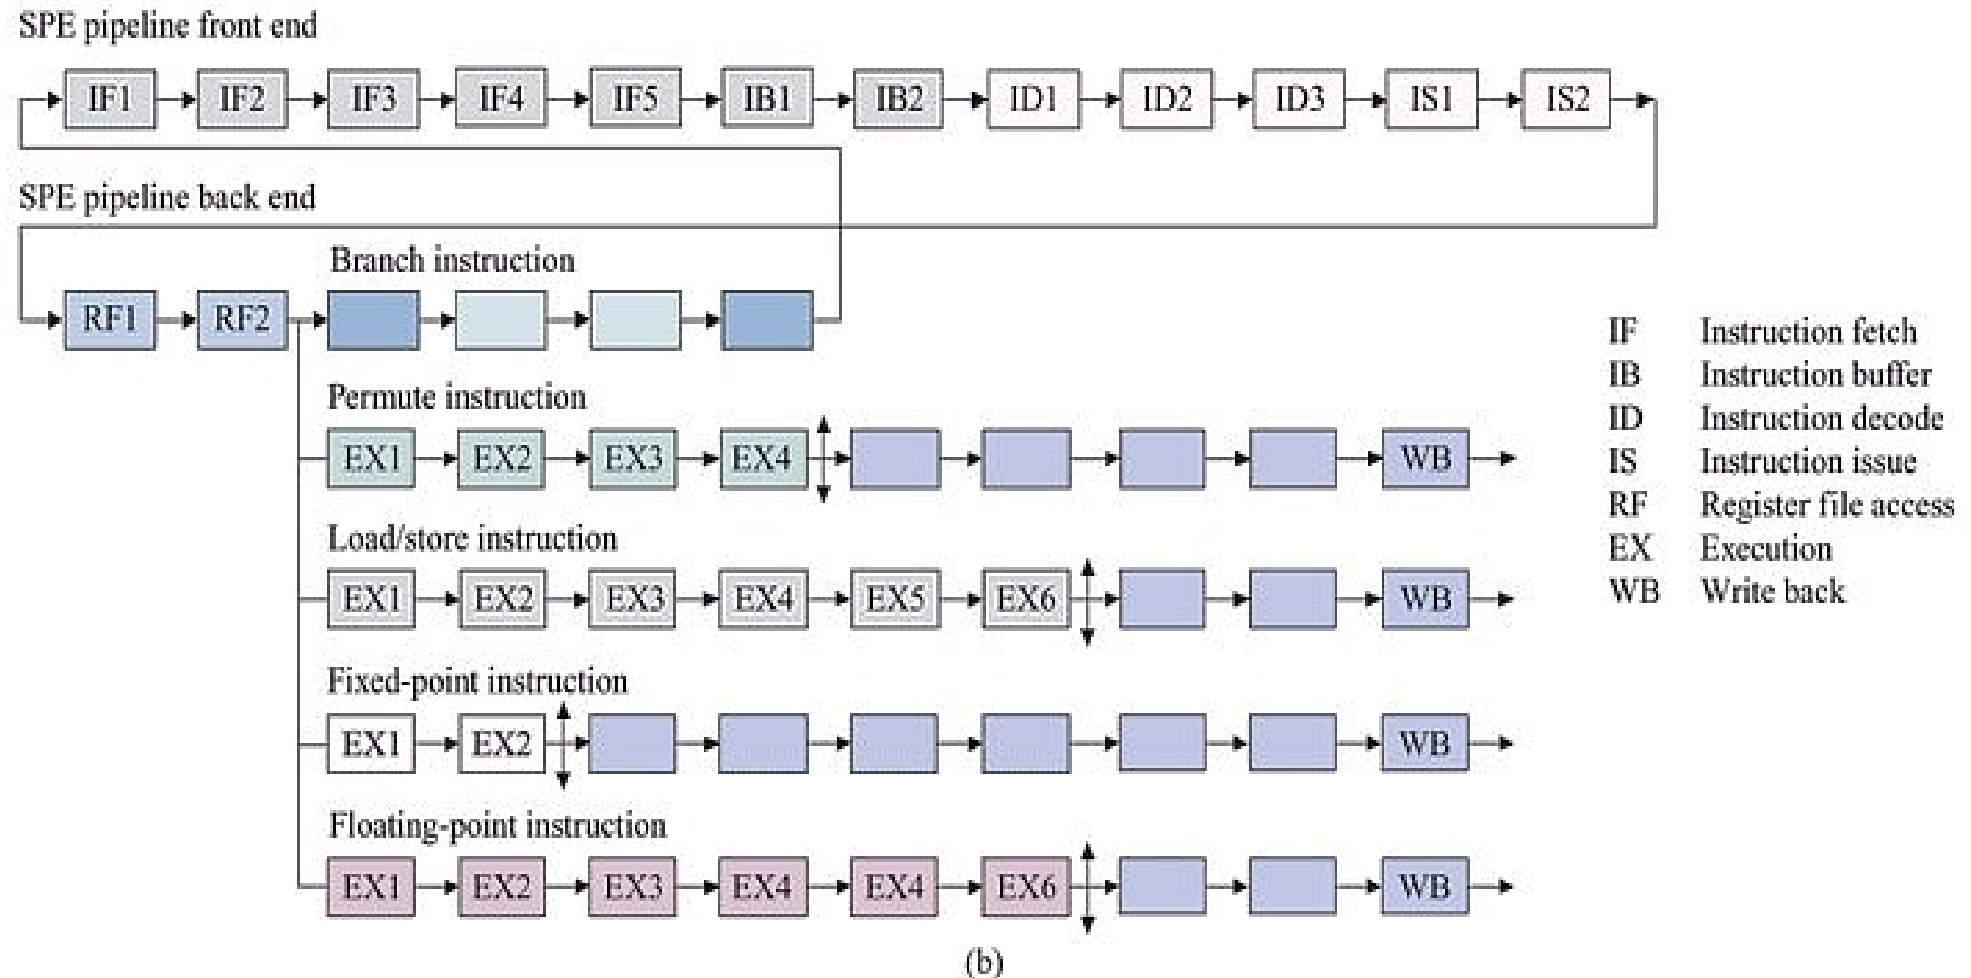 SPE pipeline front end
IF1 IF2 IF3 IF4 IF5 IB1 IB2 ID1 ID2 ID3 IS1 IS2
SPE pipeline back end
Branch instruction
RF1 RF2
Permute instruction
EX1 EX2 EX3 EX4 WB
Load/store instruction
EX1 EX2 EX3 EX4 EX5 EX6 WB
Fixed-point instruction
EX1 EX2 WB
Floating-point instruction
EX1 EX2 EX3 EX4 EX4 EX6 WB
IF Instruction fetch
IB Instruction buffer
ID Instruction decode
IS Instruction issue
RF Register file access
EX Execution
WB Write back
(b)